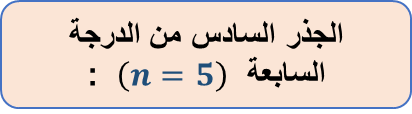 الجذر السادس من الدرجة
السابعة (n = 5) :